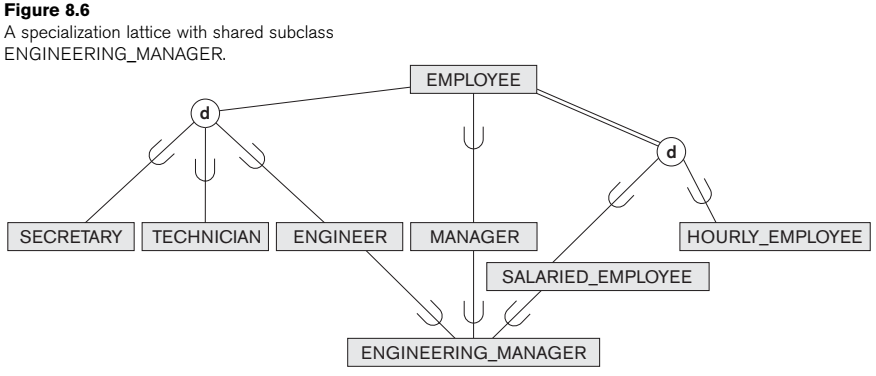 Figure 8.6
A specialization lattice with shared subclass
ENGINEERING_MANAGER.
EMPLOYEE
d
d
SECRETARY
TECHNICIAN
ENGINEER
MANAGER
HOURLY_EMPLOYEE
SALARIED_EMPLOYEE
ENGINEERING_MANAGER